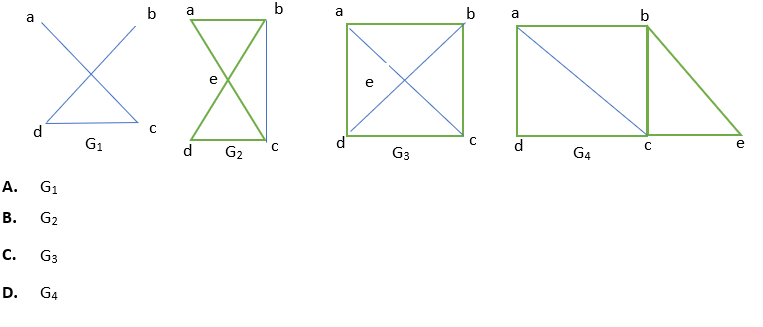 a b a b a b a b
e e
d c d c d c d c e
G₁ G₂ G₃ G₄
A. G₁
B. G₂
C. G₃
D. G₄